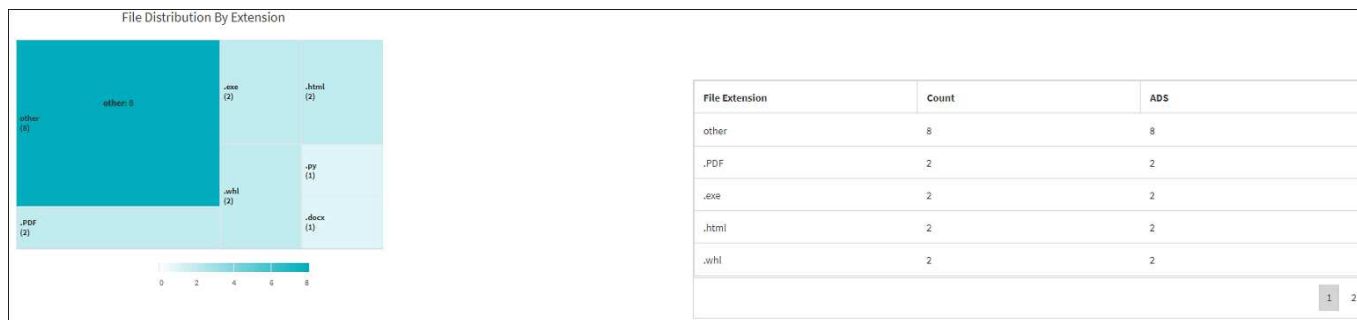 File Distribution By Extension
other: 8
other
(8)
.exe
(2)
.html
(2)
.PDF
(2)
.whl
(2)
.py
(1)
.docx
(1)
0 2 4 6 8
File Extension Count ADS
other 8 8
.PDF 2 2
.exe 2 2
.html 2 2
.whl 2 2
1 2